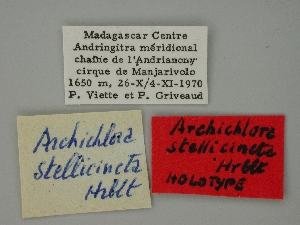 Madagascar Centre
Andringitra méridional
chaîne de l'Andrianony
cirque de Manjarivolo
1650 m, 26-X/4-XI-1970
P. Viette et P. Griveaud
Archichlora
stellicincta
Hrblt
Archichlora
stellicincta
Hrblt
HOLOTYPE